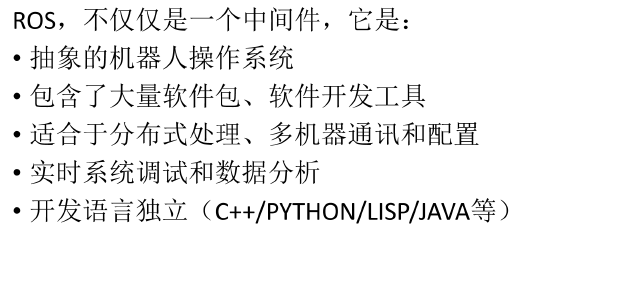 ROS，不仅仅是一个中间件，它是：
• 抽象的机器人操作系统
• 包含了大量软件包、软件开发工具
• 适合于分布式处理、多机器通讯和配置
• 实时系统调试和数据分析
• 开发语言独立（C++/PYTHON/LISP/JAVA等）